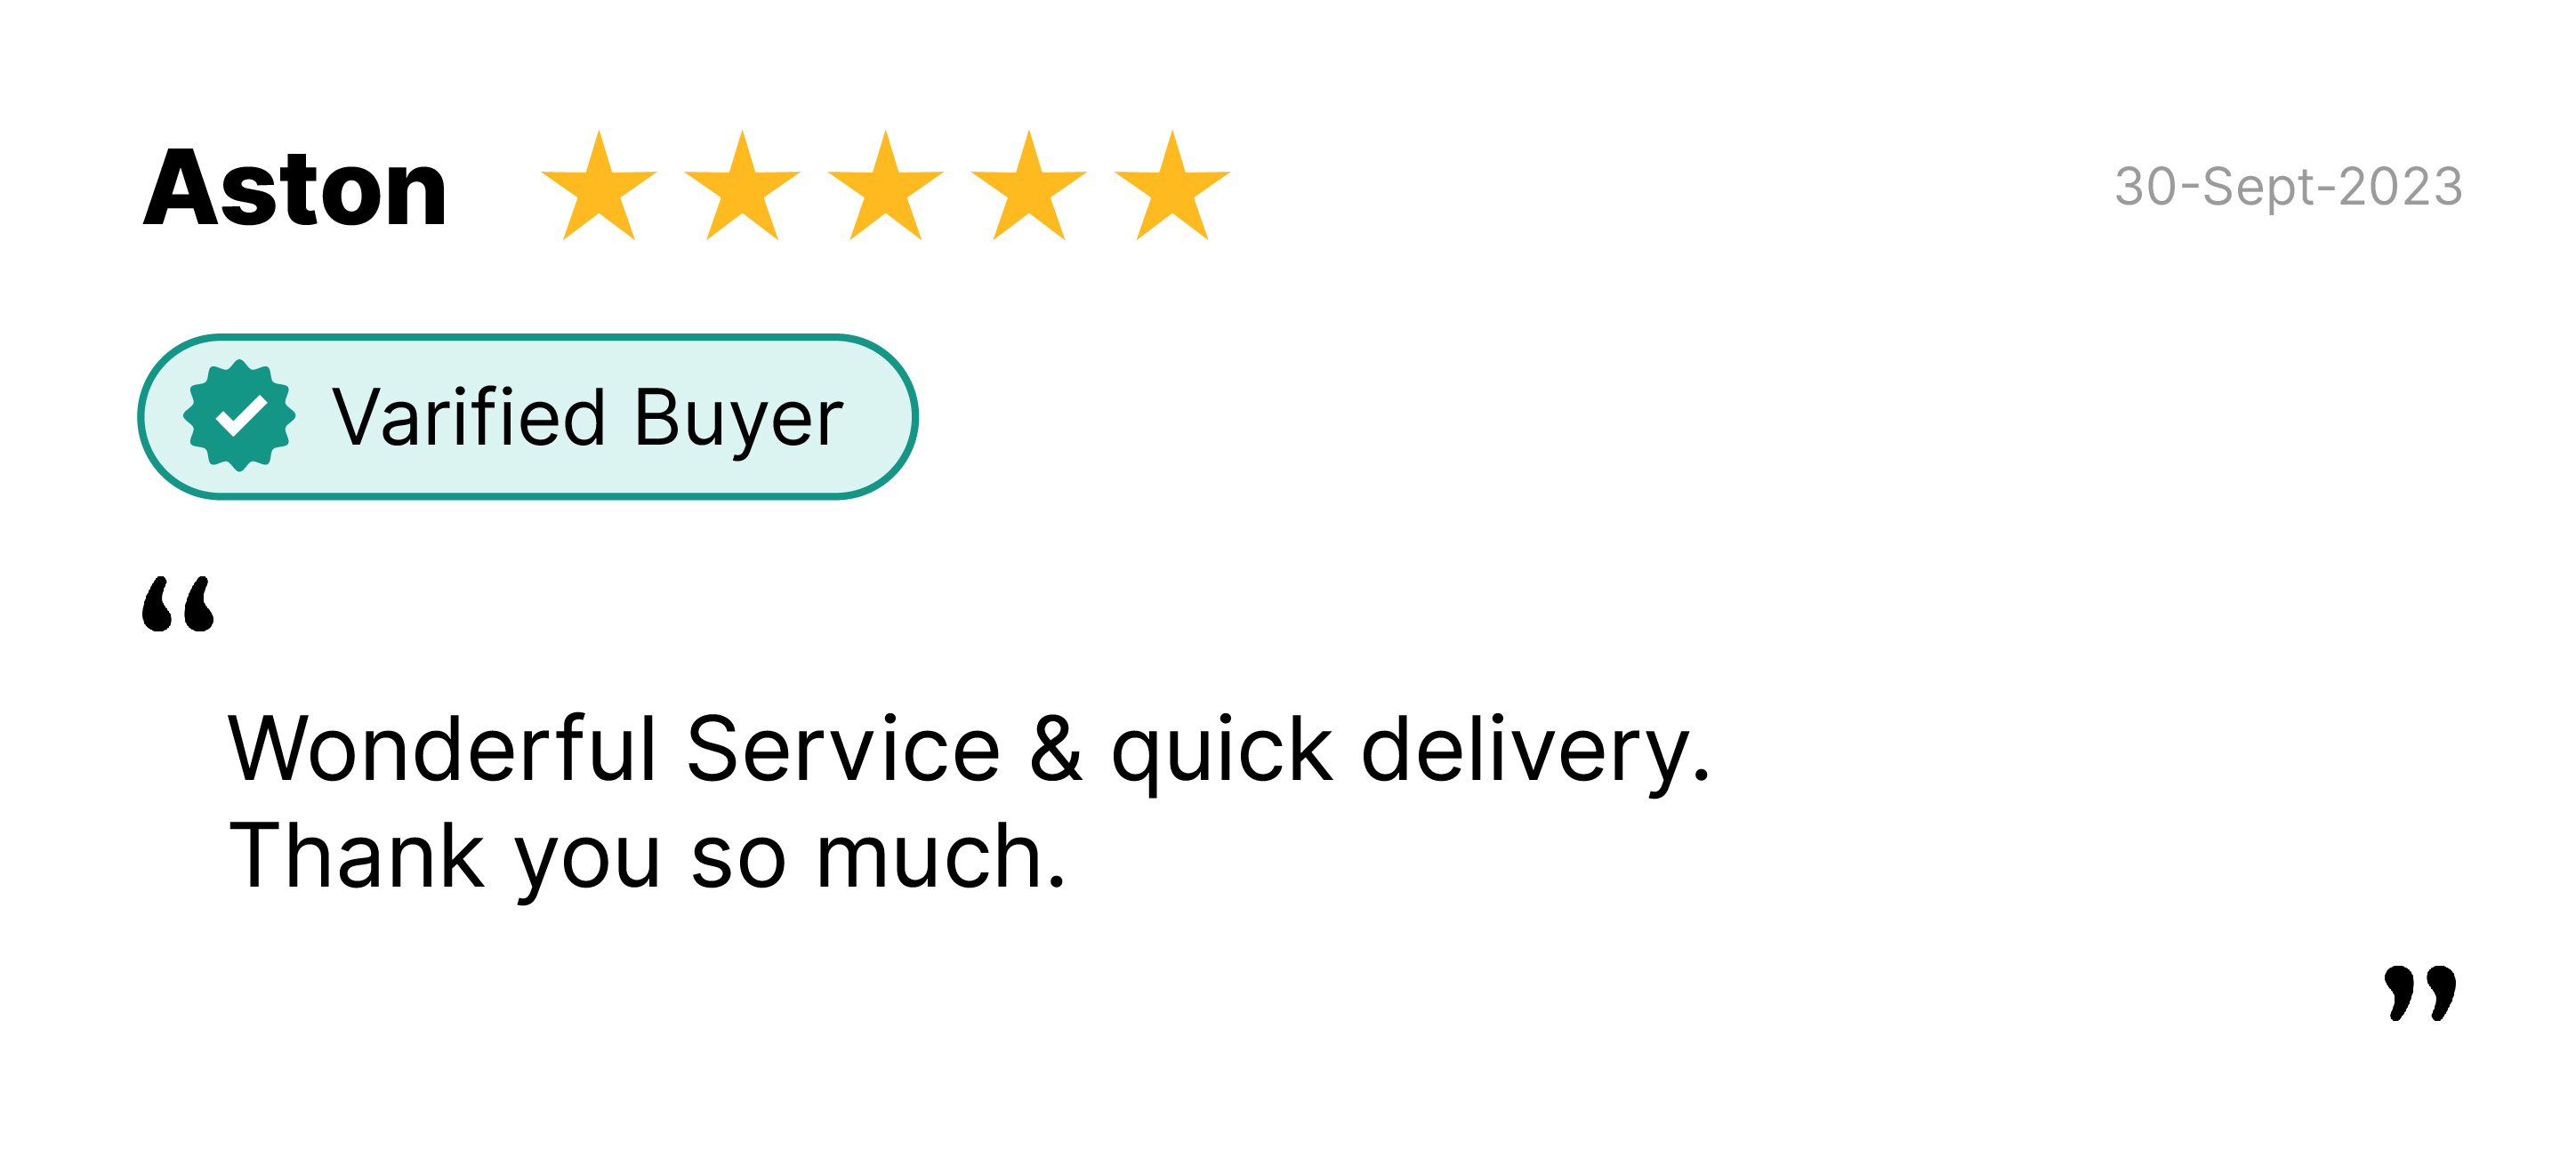 Aston
30-Sept-2023
Varified Buyer
“
Wonderful Service & quick delivery.
Thank you so much.
”